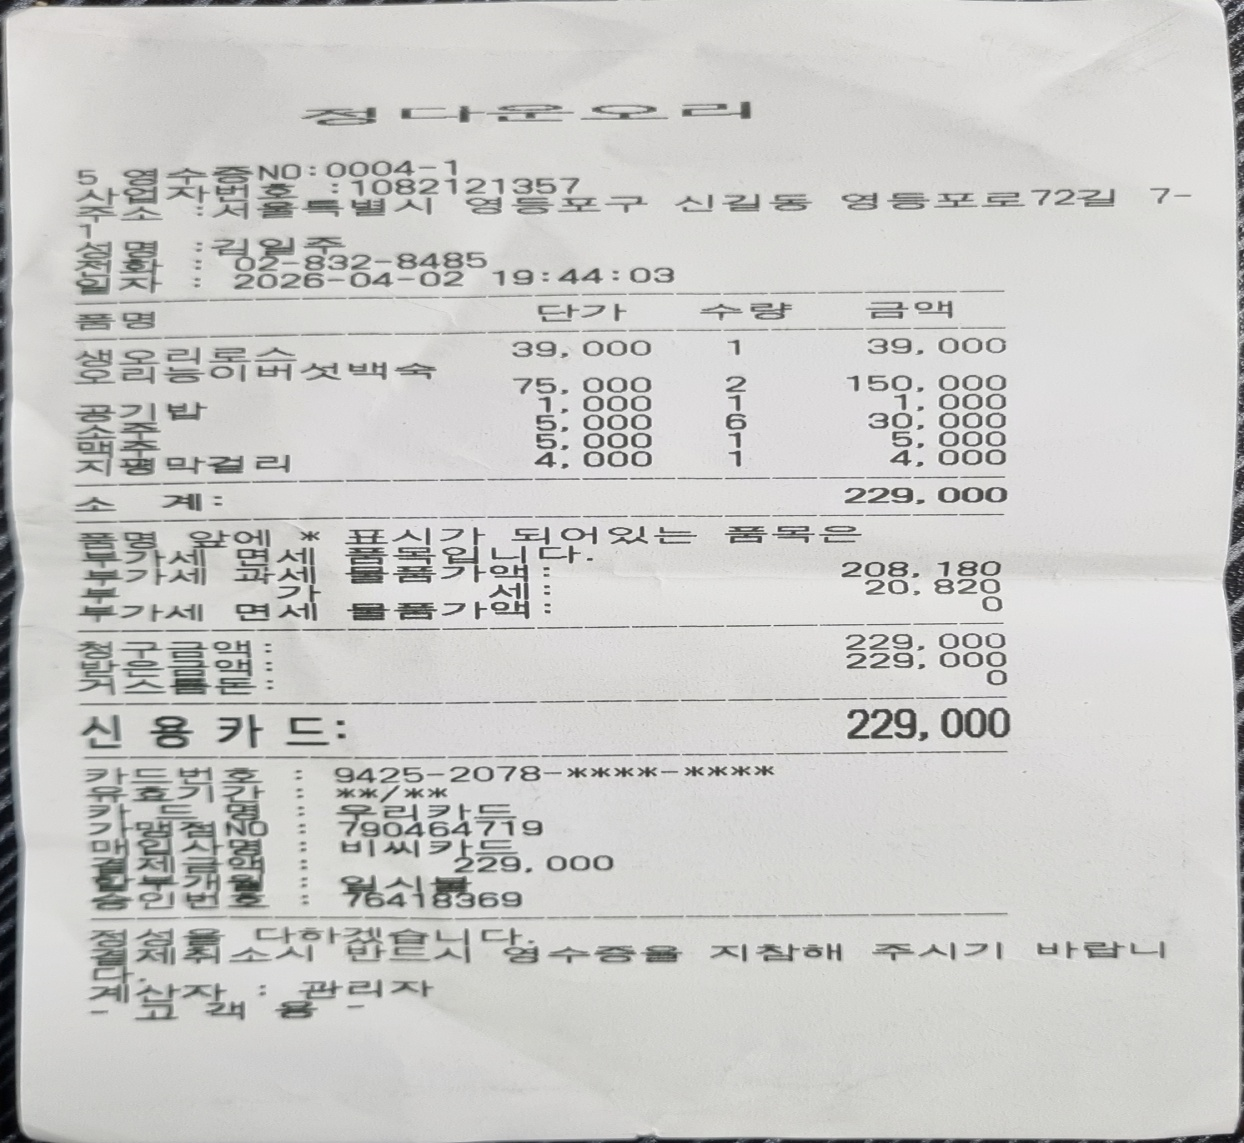 정다운오리
5 영수증NO:0004-1
사업자번호 :1082121357
주소 :서울특별시 영등포구 신길동 영등포로72길 7-
1
성명 :김일주
전화 : 02-832-8485
일자 : 2026-04-02 19:44:03
품명 단가 수량 금액
생오리로스 39,000 1 39,000
오리능이버섯백숙
75,000 2 150,000
공기밥 1,000 1 1,000
소주 5,000 6 30,000
맥주 5,000 1 5,000
지평막걸리 4,000 1 4,000
소 계: 229,000
품명 앞에 * 표시가 되어있는 품목은
부가세 면세 품목입니다.
부가세 과세 물품가액: 208,180
부 가 세: 20,820
부가세 면세 물품가액: 0
청구금액: 229,000
받은금액: 229,000
거스름돈: 0
신용카드: 229,000
카드번호 : 9425-2078-****-****
유효기간 : **/**
카 드 명 : 우리카드
가맹점NO : 790464719
매입사명 : 비씨카드
결제금액 : 229,000
할부개월 : 일시불
승인번호 : 76418369
정성을 다하겠습니다.
결제취소시 반드시 영수증을 지참해 주시기 바랍니
다.
계산자 : 관리자
- 고 객 용 -